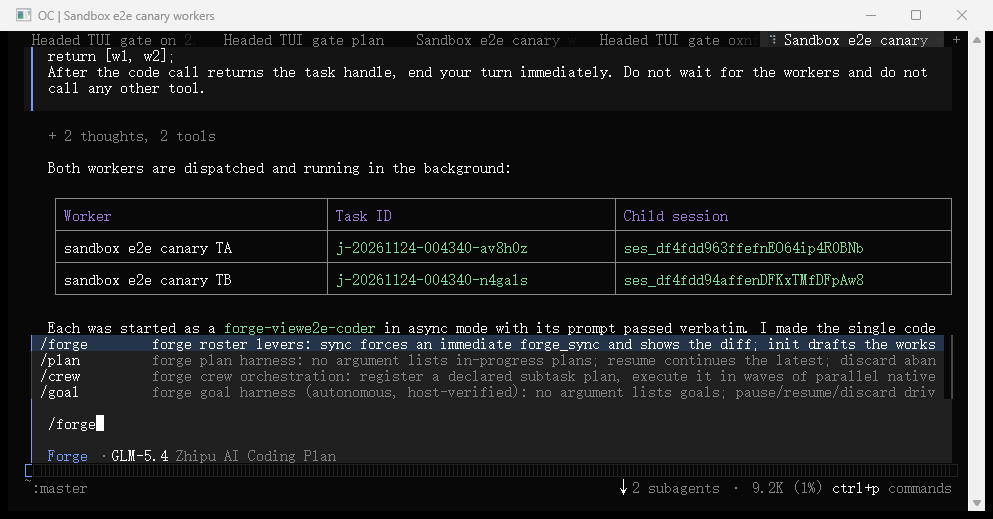 OC | Sandbox e2e canary workers
Headed TUI gate on 2 Headed TUI gate plan Sandbox e2e canary w Headed TUI gate oxn Sandbox e2e canary +
return [w1, w2];
After the code call returns the task handle, end your turn immediately. Do not wait for the workers and do not
call any other tool.
+ 2 thoughts, 2 tools
Both workers are dispatched and running in the background:
Worker Task ID Child session
sandbox e2e canary TA j-20261124-004340-av8h0z ses_df4fdd963ffefnEO64ip4R0BNb
sandbox e2e canary TB j-20261124-004340-n4ga1s ses_df4fdd94affenDFKxTMfDFpAw8
Each was started as a forge-viewe2e-coder in async mode with its prompt passed verbatim. I made the single code
/forge forge roster levers: sync forces an immediate forge_sync and shows the diff; init drafts the works
/plan forge plan harness: no argument lists in-progress plans; resume continues the latest; discard aban
/crew forge crew orchestration: register a declared subtask plan, execute it in waves of parallel native
/goal forge goal harness (autonomous, host-verified): no argument lists goals; pause/resume/discard driv
/forge
Forge · GLM-5.4 Zhipu AI Coding Plan
~:master ↓ 2 subagents · 9.2K (1%) ctrl+p commands